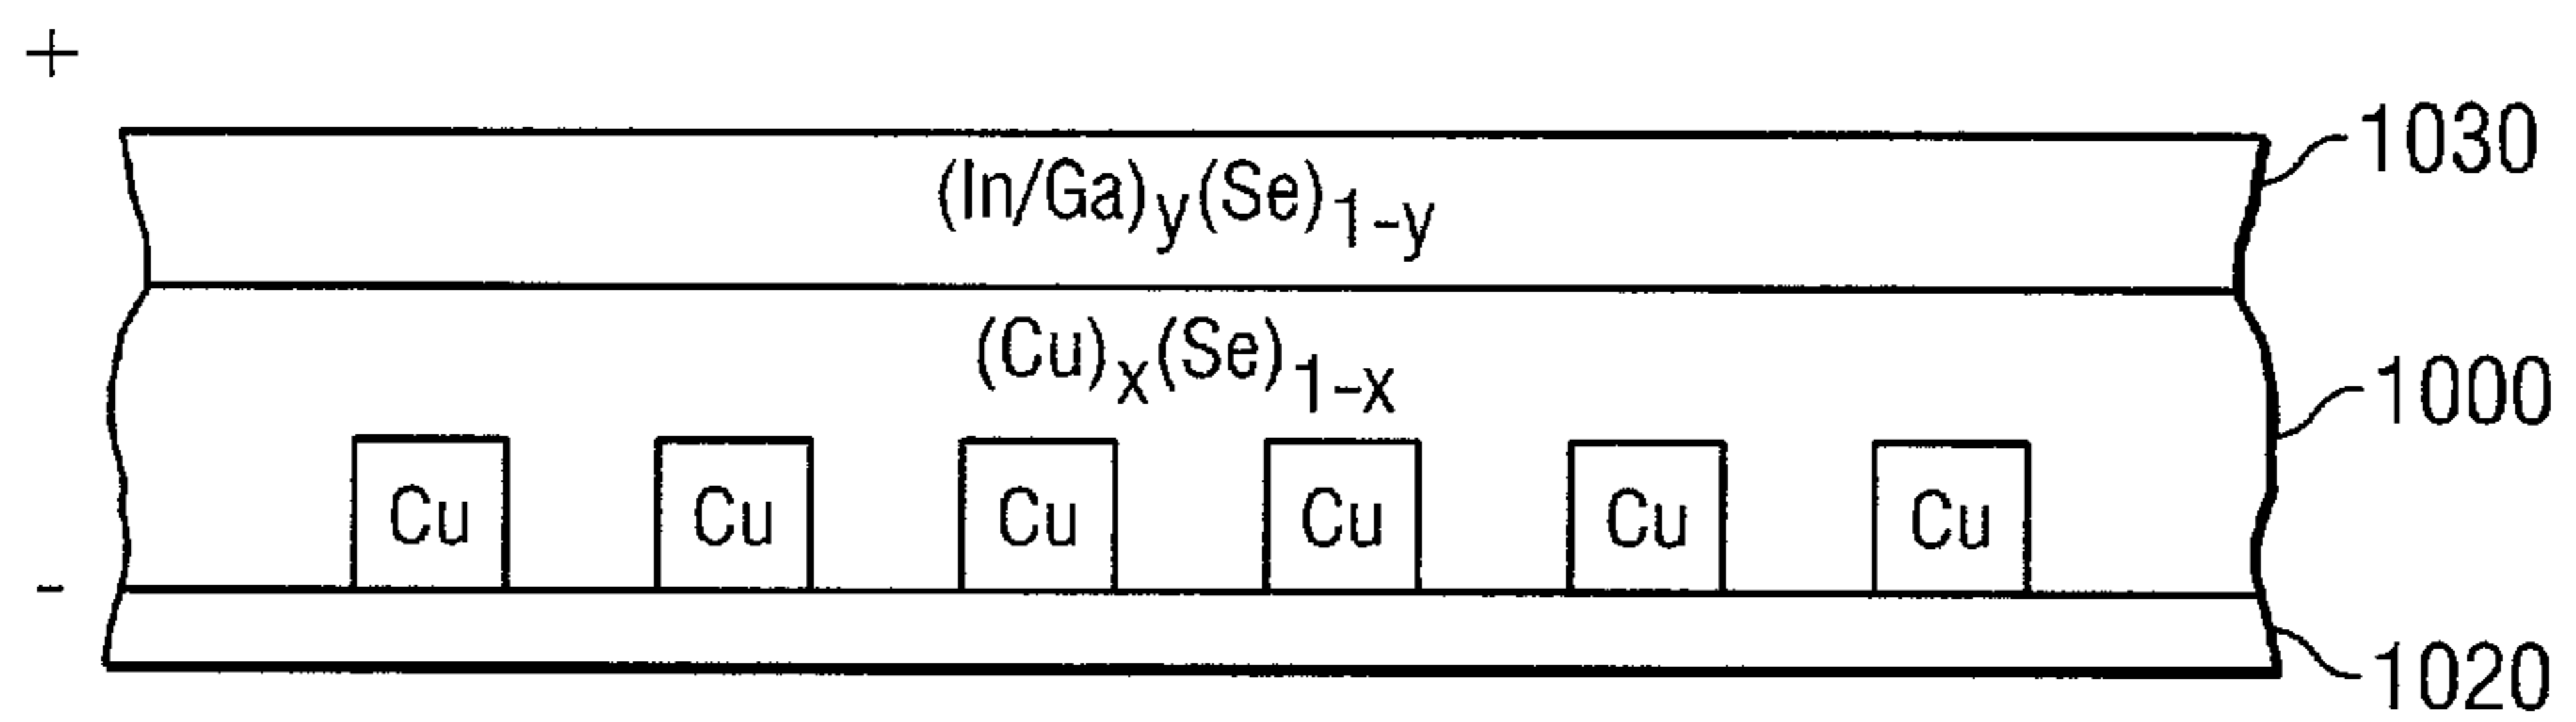 +
1030
(In/Ga)y(Se)1-y
(Cu)x(Se)1-x
1000
Cu Cu Cu Cu Cu Cu
-
1020